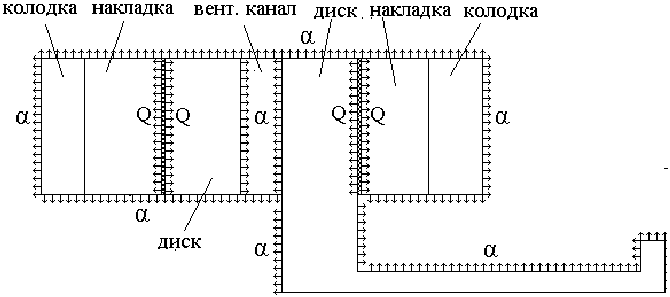 колодка накладка вент. канал диск накладка колодка
α
α Q Q α Q Q α
α
диск
α α